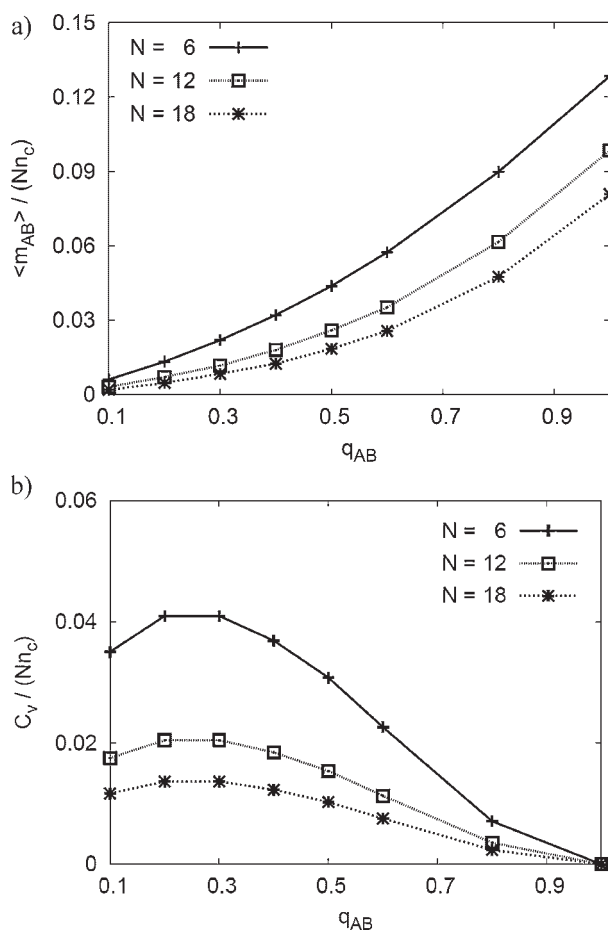 a)
0.15
0.12
0.09
0.06
0.03
0
<m_AB> / (Nn_c)
N = 6
N = 12
N = 18
0.1 0.3 0.5 0.7 0.9
q_AB
b)
0.06
0.04
0.02
0
C_v / (Nn_c)
N = 6
N = 12
N = 18
0.1 0.3 0.5 0.7 0.9
q_AB